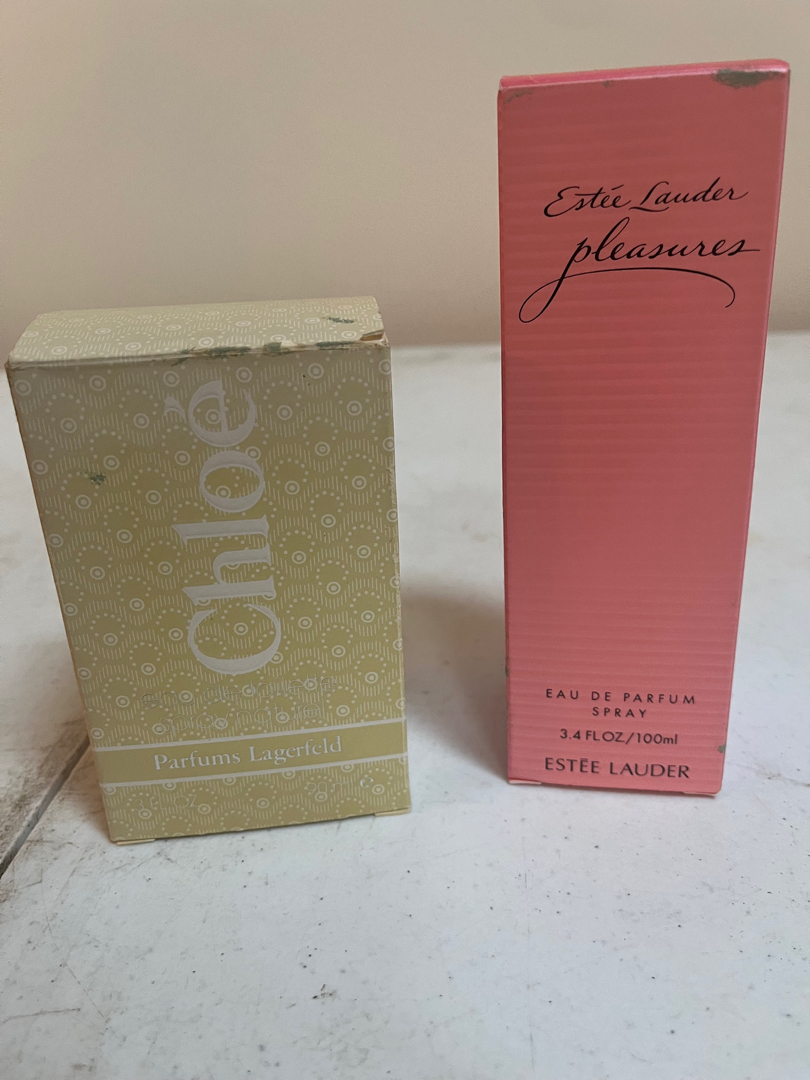 Chloé
Parfums Lagerfeld
Estée Lauder
pleasures
EAU DE PARFUM
SPRAY
3.4 FL.OZ/100ml
ESTĒE LAUDER